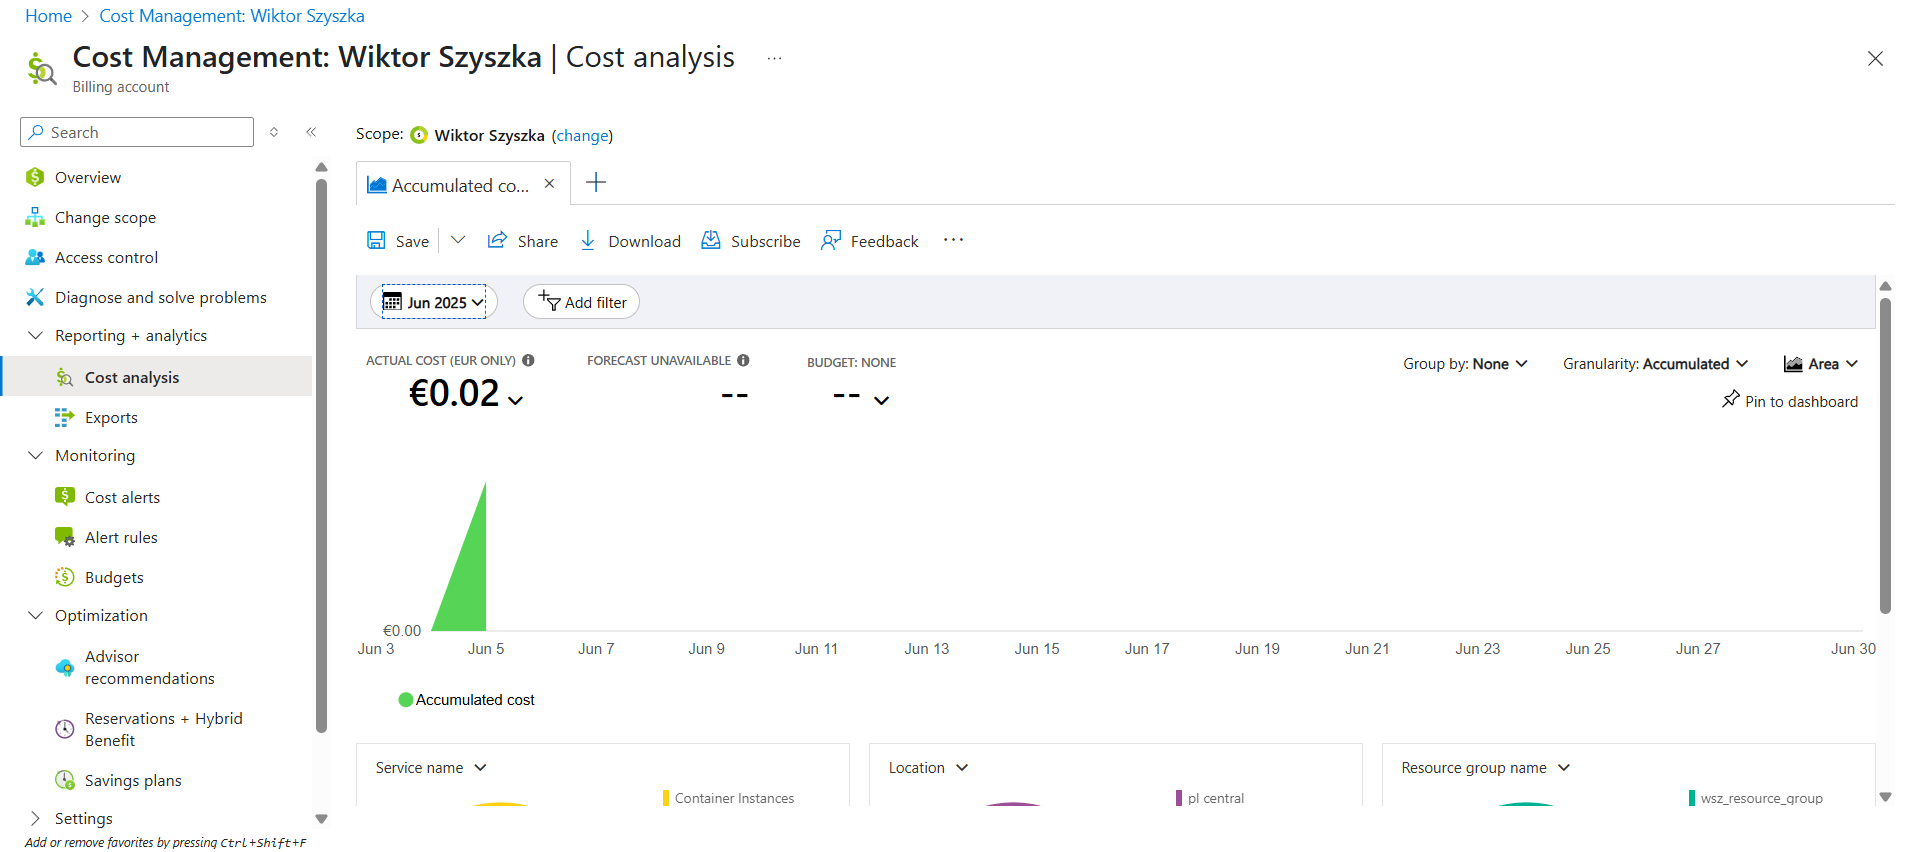 Home > Cost Management: Wiktor Szyszka
Cost Management: Wiktor Szyszka | Cost analysis ...
Billing account
Search
Overview
Change scope
Access control
Diagnose and solve problems
Reporting + analytics
Cost analysis
Exports
Monitoring
Cost alerts
Alert rules
Budgets
Optimization
Advisor
recommendations
Reservations + Hybrid
Benefit
Savings plans
Settings
Add or remove favorites by pressing Ctrl+Shift+F
Scope: Wiktor Szyszka (change)
Accumulated co...
Save
Share
Download
Subscribe
Feedback
...
Jun 2025
Add filter
ACTUAL COST (EUR ONLY)
€0.02
FORECAST UNAVAILABLE
--
BUDGET: NONE
--
Group by: None
Granularity: Accumulated
Area
Pin to dashboard
€0.00
Jun 3 Jun 5 Jun 7 Jun 9 Jun 11 Jun 13 Jun 15 Jun 17 Jun 19 Jun 21 Jun 23 Jun 25 Jun 27 Jun 30
Accumulated cost
Service name
Container Instances
Location
pl central
Resource group name
wsz_resource_group